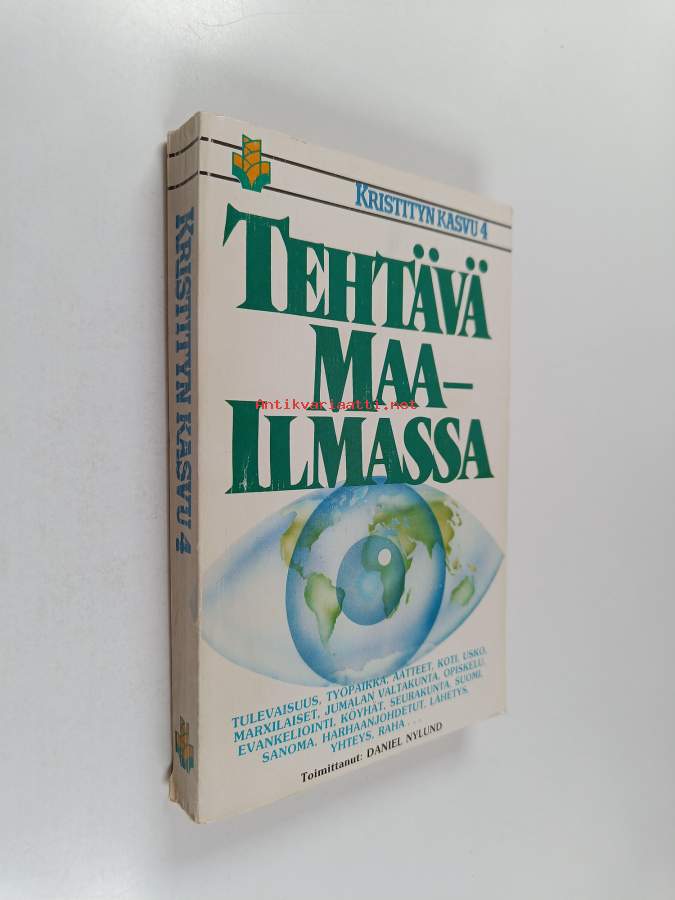 KRISTITYN KASVU 4
TEHTÄVÄ
MAA–
ILMASSA
Antikvariaatti.net
TULEVAISUUS, TYÖPAIKKA, AATTEET, KOTI, USKO,
MARXILAISET, JUMALAN VALTAKUNTA, OPISKELU,
EVANKELIOINTI, KÖYHÄT, SEURAKUNTA, SUOMI,
SANOMA, HARHAANJOHDETUT, LÄHETYS,
YHTEYS, RAHA . . .
Toimittanut: DANIEL NYLUND
KRISTITYN KASVU 4